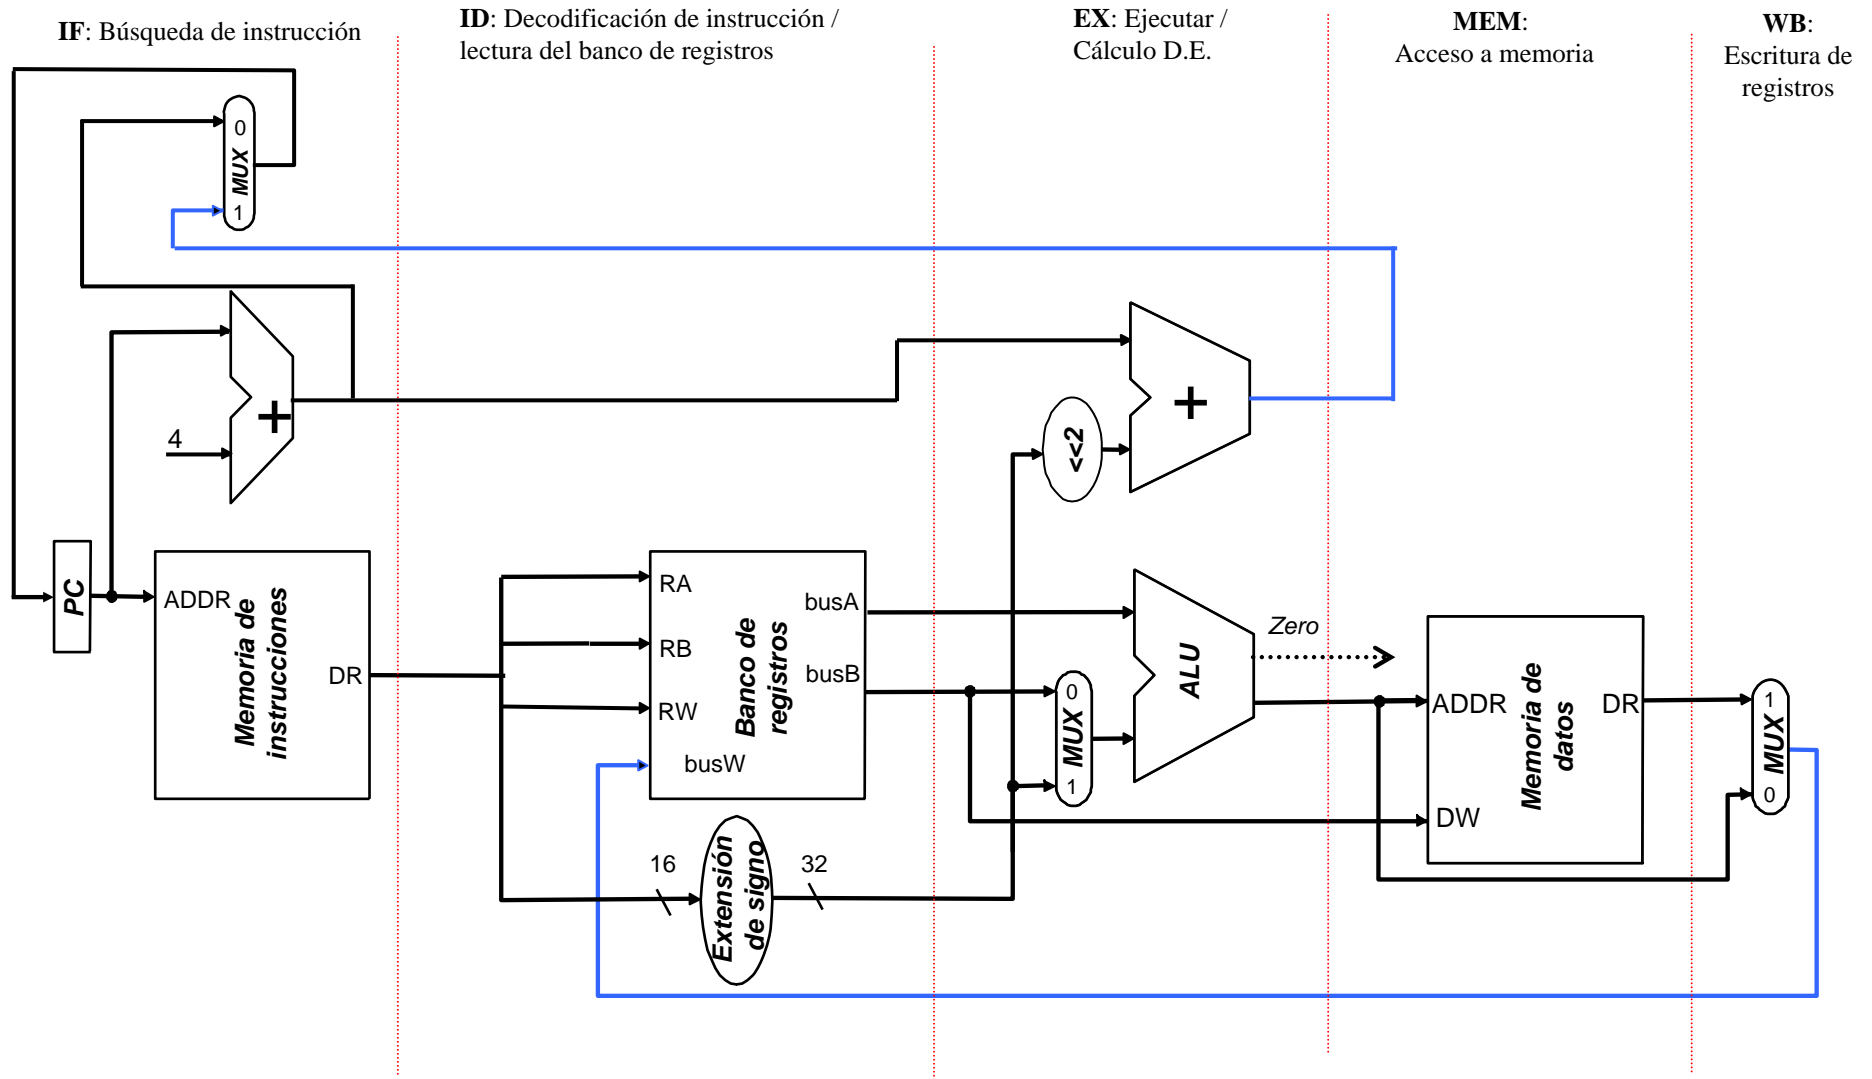 IF: Búsqueda de instrucción
ID: Decodificación de instrucción /
lectura del banco de registros
EX: Ejecutar /
Cálculo D.E.
MEM:
Acceso a memoria
WB:
Escritura de
registros
0
MUX
1
+
4
+
<<2
PC
ADDR
Memoria de
instrucciones
DR
RA
RB
RW
busW
busA
busB
Banco de
registros
16
Extensión
de signo
32
0
MUX
1
ALU
Zero
ADDR
DW
Memoria de
datos
DR
1
MUX
0